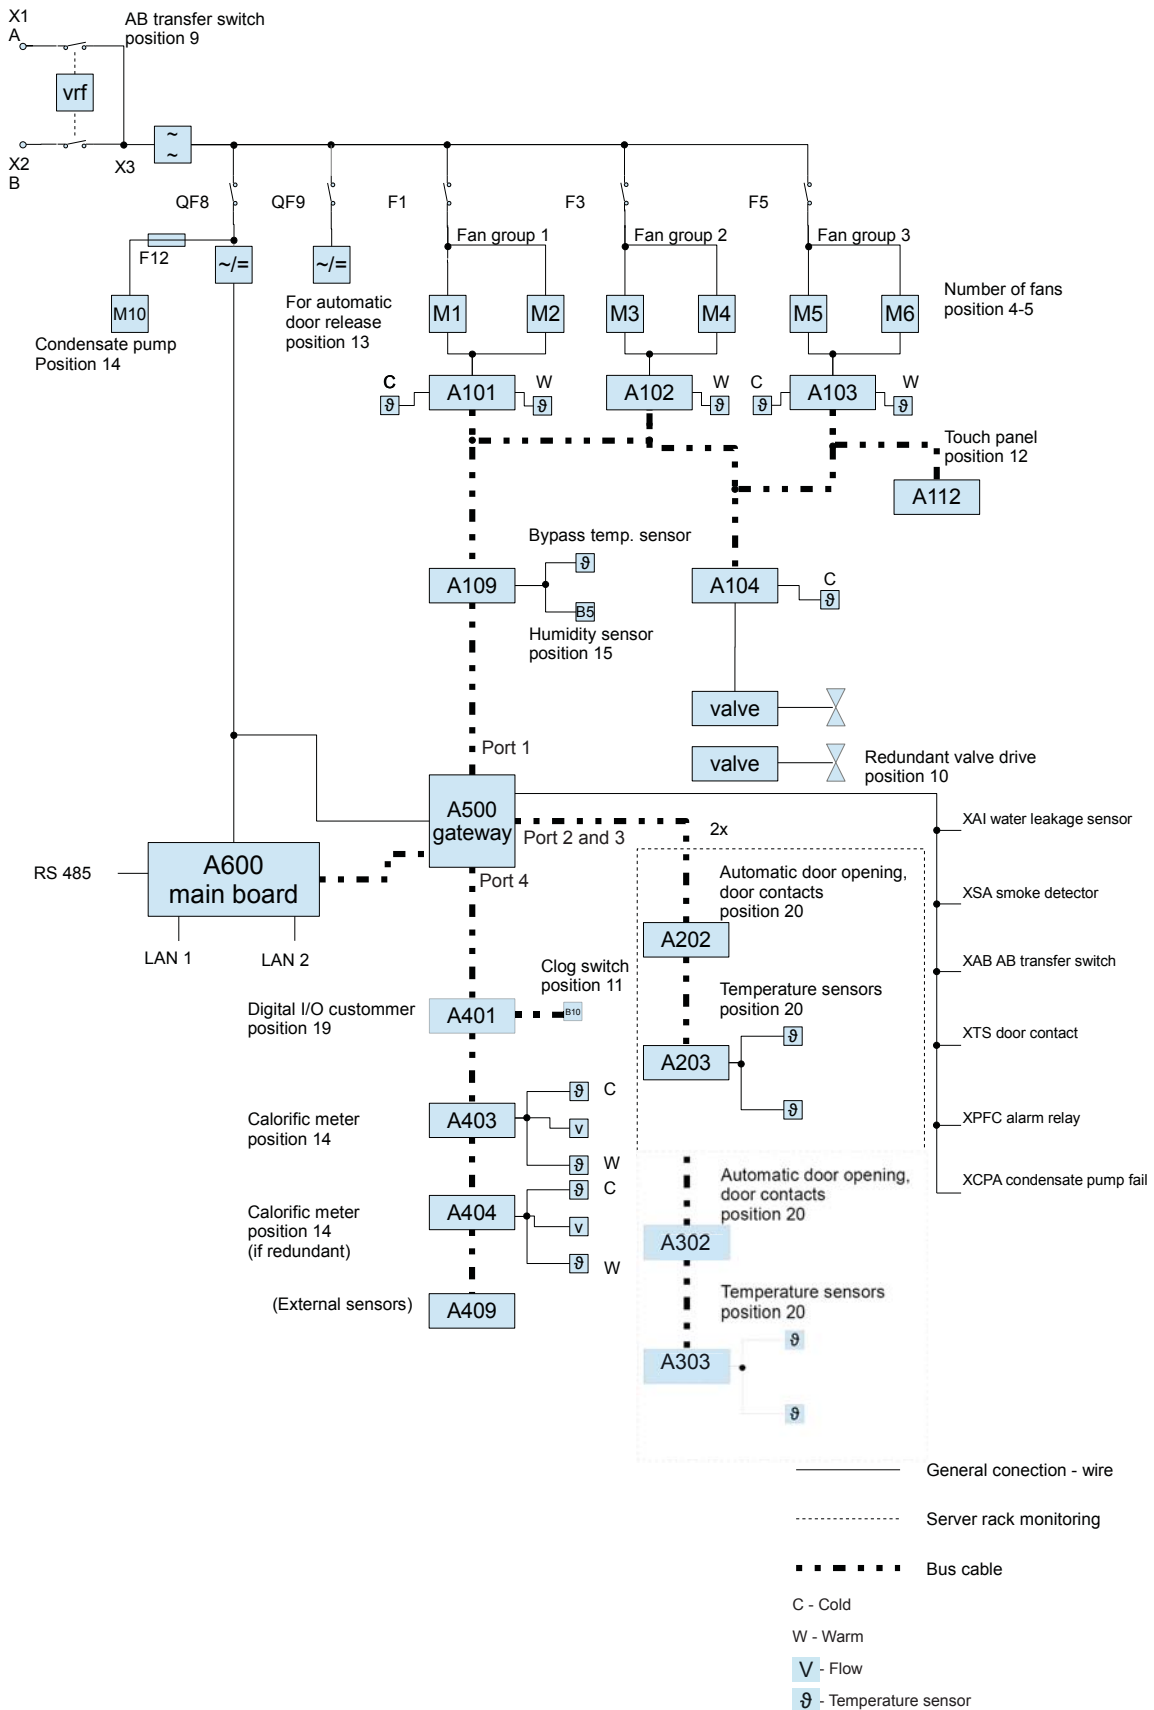 X1
A
AB transfer switch
position 9
vrf
X2
B
X3
~
~
QF8
QF9
F1
F3
F5
F12
~/=
~/=
Fan group 1
Fan group 2
Fan group 3
M10
Condensate pump
Position 14
For automatic
door release
position 13
M1
M2
M3
M4
M5
M6
Number of fans
position 4-5
C
ϑ
A101
W
ϑ
A102
W
ϑ
C
ϑ
A103
W
ϑ
Touch panel
position 12
A112
Bypass temp. sensor
ϑ
A109
B5
Humidity sensor
position 15
A104
C
ϑ
valve
valve
Redundant valve drive
position 10
Port 1
A500
gateway
Port 2 and 3
Port 4
2x
RS 485
A600
main board
LAN 1
LAN 2
XAI water leakage sensor
XSA smoke detector
XAB AB transfer switch
XTS door contact
XPFC alarm relay
XCPA condensate pump fail
Automatic door opening,
door contacts
position 20
A202
Temperature sensors
position 20
ϑ
A203
ϑ
Digital I/O custommer
position 19
A401
Clog switch
position 11
B10
Calorific meter
position 14
A403
ϑ
C
v
ϑ
W
Calorific meter
position 14
(if redundant)
A404
ϑ
C
v
ϑ
W
(External sensors)
A409
Automatic door opening,
door contacts
position 20
A302
Temperature sensors
position 20
ϑ
A303
ϑ
General conection - wire
Server rack monitoring
Bus cable
C - Cold
W - Warm
V - Flow
ϑ - Temperature sensor